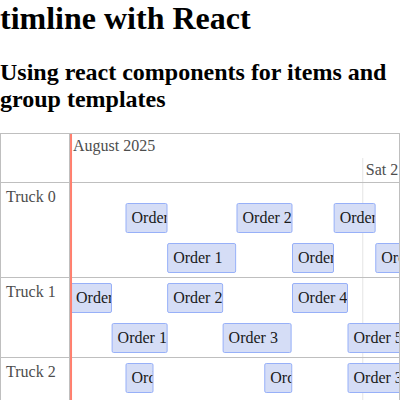 timline with React
Using react components for items and
group templates
August 2025
Sat 2
Truck 0
Order
Order 2
Order
Order 1
Order
Or
Truck 1
Order
Order 2
Order 4
Order 1
Order 3
Order 5
Truck 2
Ord
Ord
Order 3